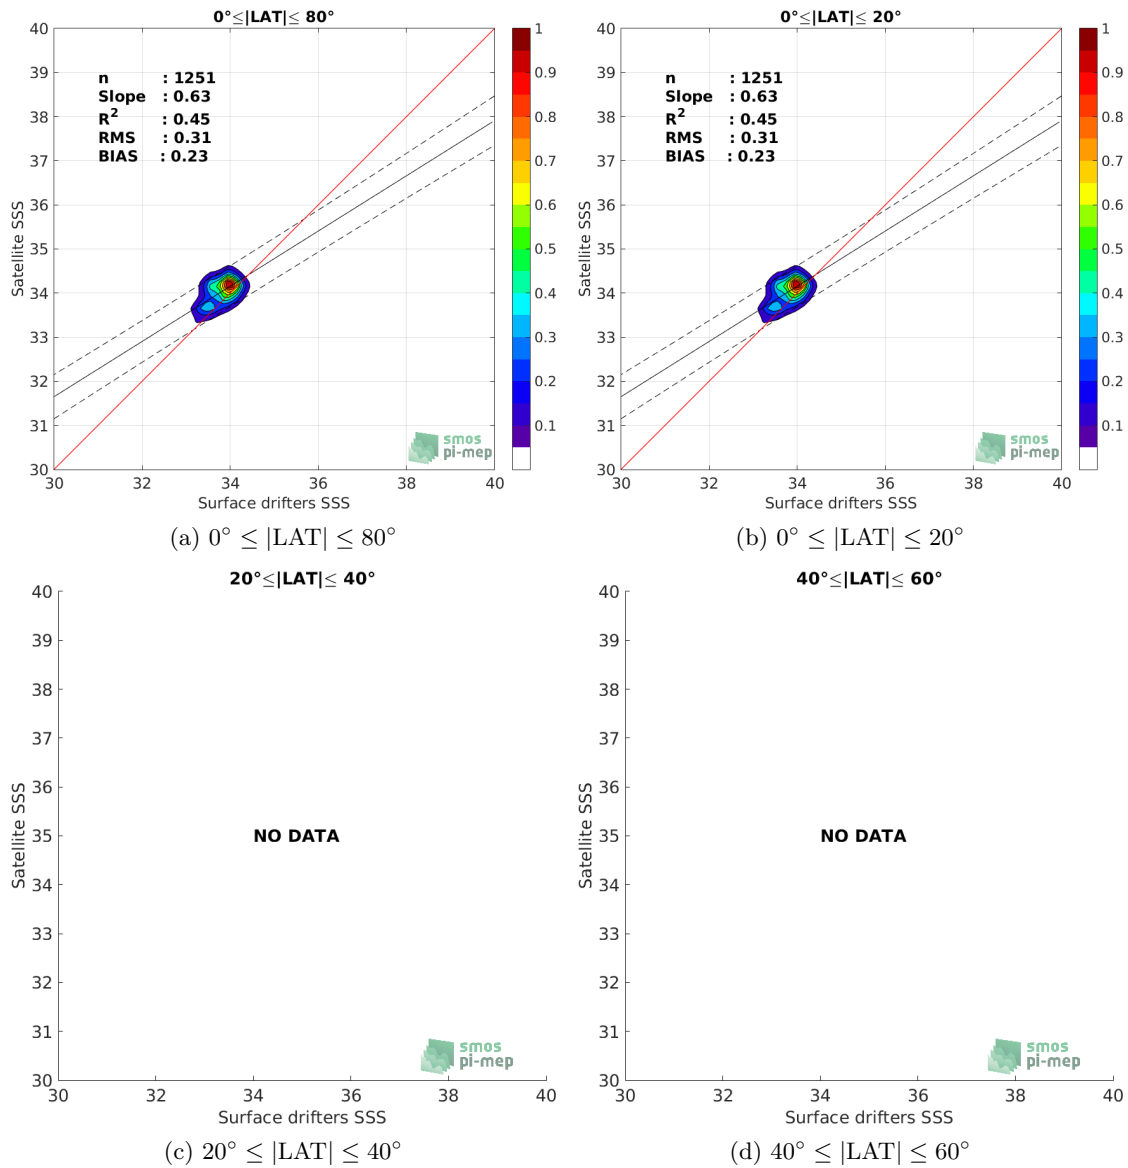 0°≤|LAT|≤ 80°
40
39
38
37
36
35
34
33
32
31
30
Satellite SSS
n : 1251
Slope : 0.63
R² : 0.45
RMS : 0.31
BIAS : 0.23
smos
pi-mep
30 32 34 36 38 40
Surface drifters SSS
1
0.9
0.8
0.7
0.6
0.5
0.4
0.3
0.2
0.1
(a) 0° ≤ |LAT| ≤ 80°
0°≤|LAT|≤ 20°
40
39
38
37
36
35
34
33
32
31
30
Satellite SSS
n : 1251
Slope : 0.63
R² : 0.45
RMS : 0.31
BIAS : 0.23
smos
pi-mep
30 32 34 36 38 40
Surface drifters SSS
1
0.9
0.8
0.7
0.6
0.5
0.4
0.3
0.2
0.1
(b) 0° ≤ |LAT| ≤ 20°
20°≤|LAT|≤ 40°
40
39
38
37
36
35
34
33
32
31
30
Satellite SSS
NO DATA
smos
pi-mep
30 32 34 36 38 40
Surface drifters SSS
(c) 20° ≤ |LAT| ≤ 40°
40°≤|LAT|≤ 60°
40
39
38
37
36
35
34
33
32
31
30
Satellite SSS
NO DATA
smos
pi-mep
30 32 34 36 38 40
Surface drifters SSS
(d) 40° ≤ |LAT| ≤ 60°